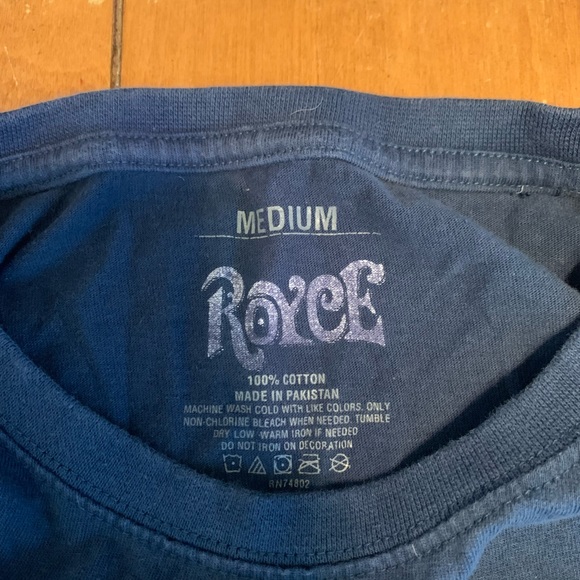 MEDIUM
ROYCE
100% COTTON
MADE IN PAKISTAN
MACHINE WASH COLD WITH LIKE COLORS. ONLY
NON-CHLORINE BLEACH WHEN NEEDED. TUMBLE
DRY LOW. WARM IRON IF NEEDED
DO NOT IRON ON DECORATION
RN74802